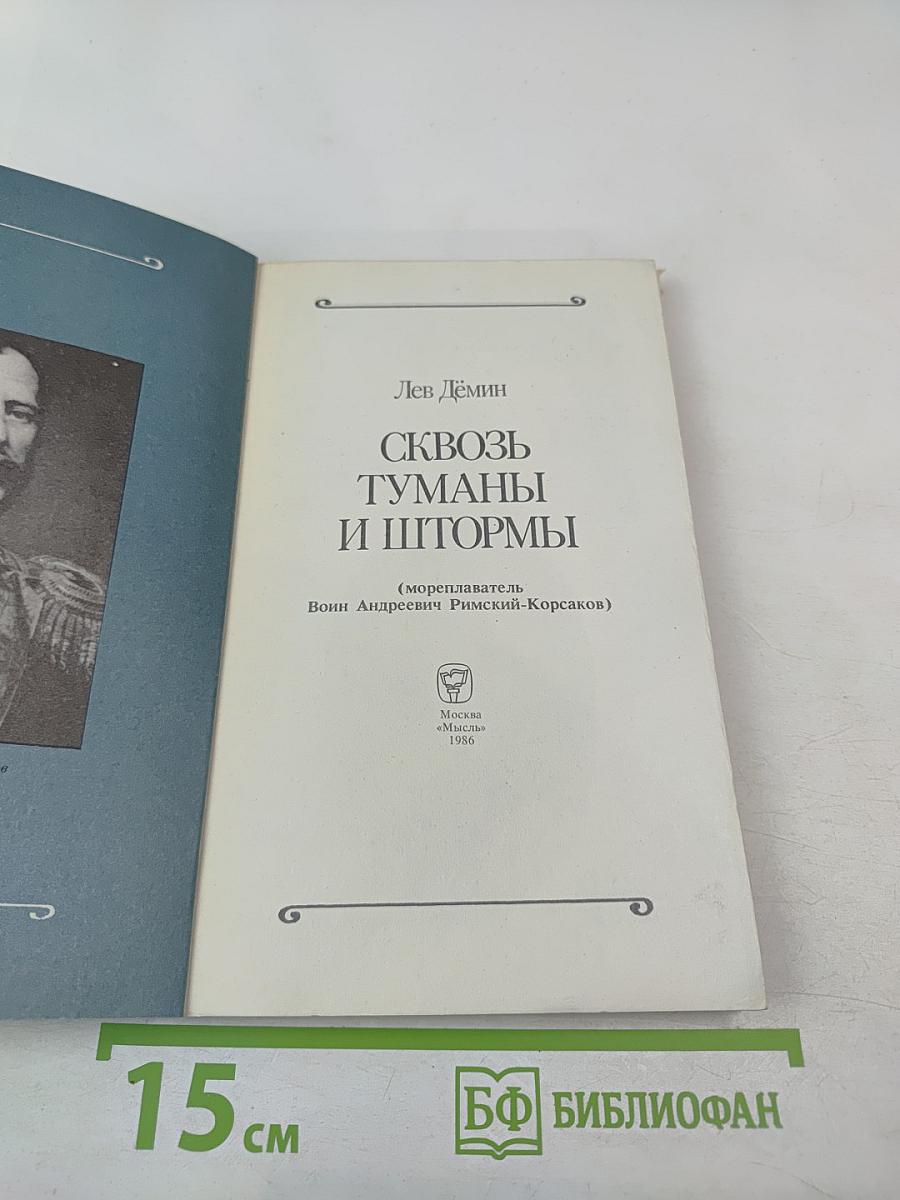 Лев Дёмин
СКВОЗЬ
ТУМАНЫ
И ШТОРМЫ
(мореплаватель
Воин Андреевич Римский-Корсаков)
Москва
«Мысль»
1986
15 см
БФ БИБЛИОФАН